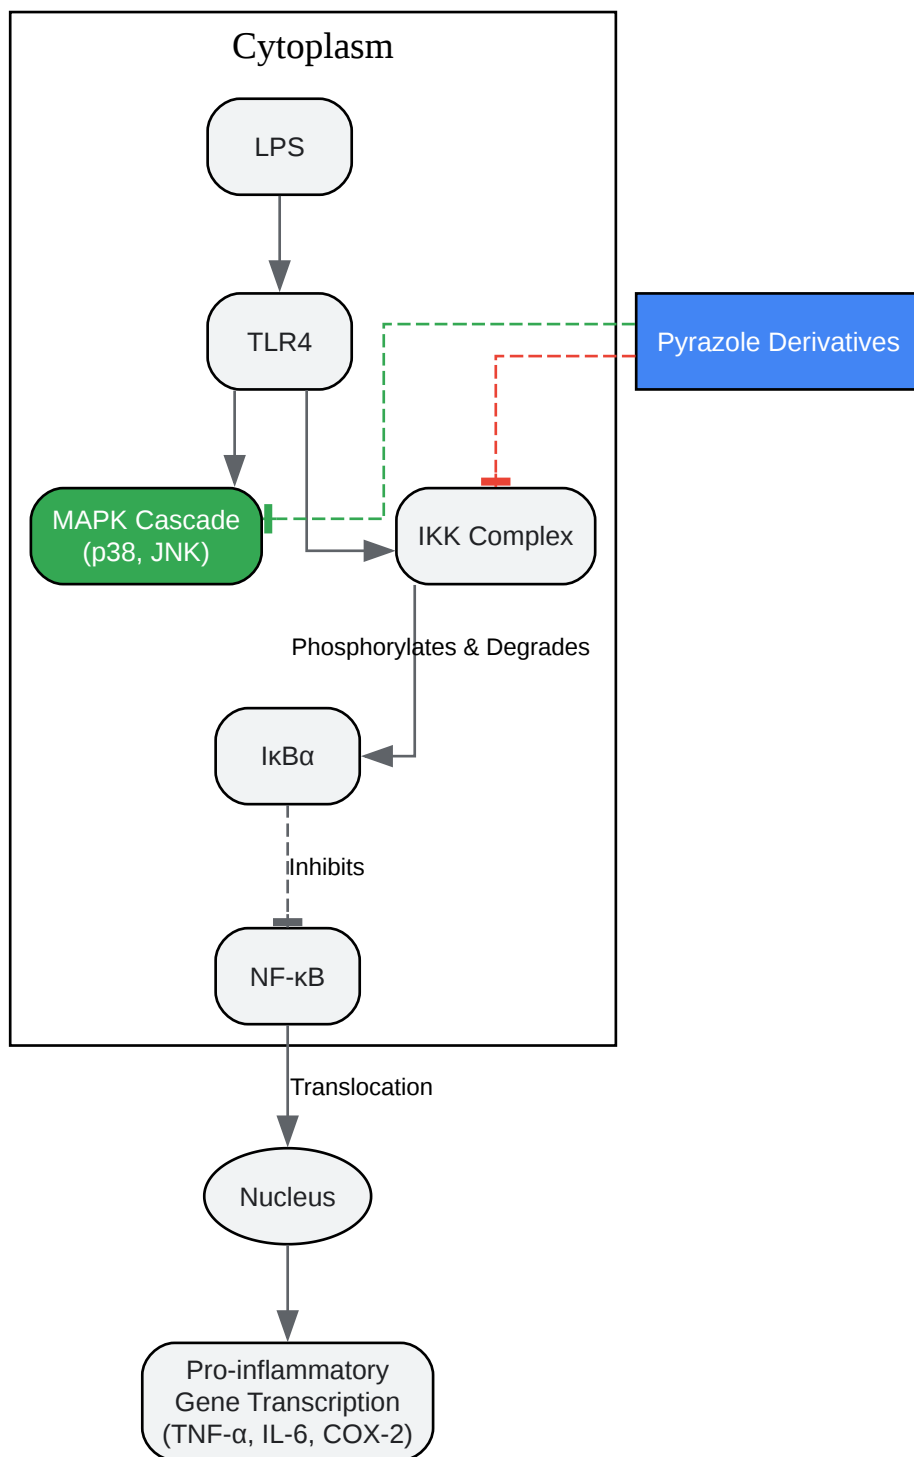 Cytoplasm
LPS
TLR4
Pyrazole Derivatives
MAPK Cascade
(p38, JNK)
IKK Complex
Phosphorylates & Degrades
IκBα
Inhibits
NF-κB
Translocation
Nucleus
Pro-inflammatory
Gene Transcription
(TNF-α, IL-6, COX-2)